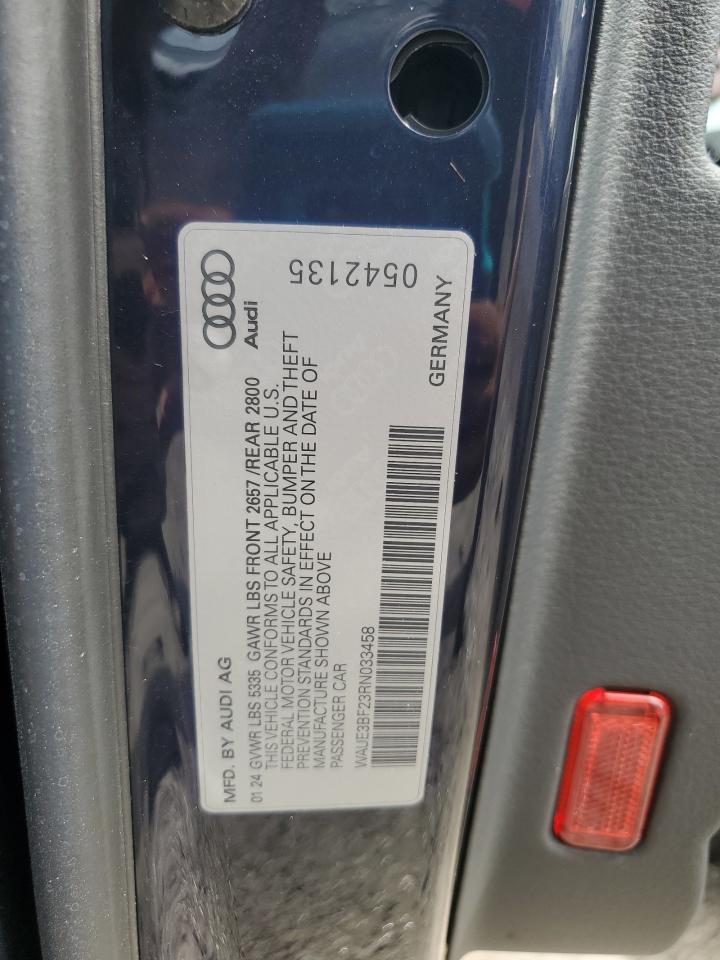 Audi
0542135
MFD. BY AUDI AG
GERMANY
01 24 GVWR LBS 5335 GAWR LBS FRONT 2657 /REAR 2800
THIS VEHICLE CONFORMS TO ALL APPLICABLE U.S.
FEDERAL MOTOR VEHICLE SAFETY, BUMPER AND THEFT
PREVENTION STANDARDS IN EFFECT ON THE DATE OF
MANUFACTURE SHOWN ABOVE
PASSENGER CAR
WAUE3BF23RN033458